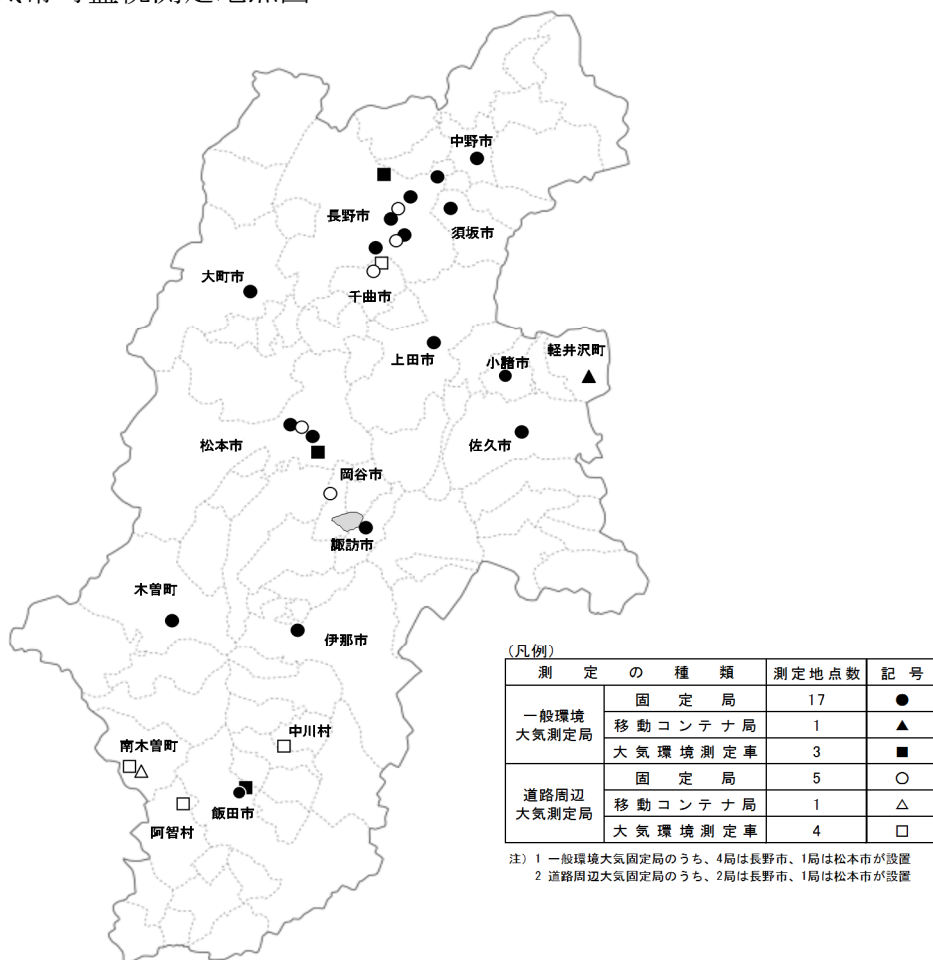 中野市
長野市
須坂市
大町市
千曲市
上田市
小諸市
軽井沢町
松本市
佐久市
岡谷市
諏訪市
木曽町
伊那市
中川村
南木曽町
飯田市
阿智村
(凡例)
測定の種類 測定地点数 記号
一般環境大気測定局 固定局 17 ●
移動コンテナ局 1 ▲
大気環境測定車 3 ■
道路周辺大気測定局 固定局 5 ○
移動コンテナ局 1 △
大気環境測定車 4 □
注) 1 一般環境大気固定局のうち、4局は長野市、1局は松本市が設置
2 道路周辺大気固定局のうち、2局は長野市、1局は松本市が設置